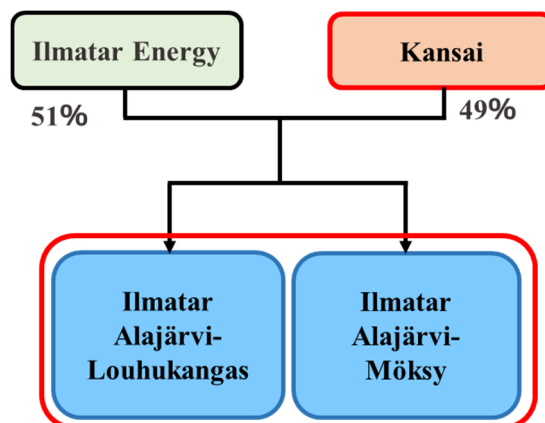 Ilmatar Energy
Kansai
51%
49%
Ilmatar
Alajärvi-
Louhukangas
Ilmatar
Alajärvi-
Möksy